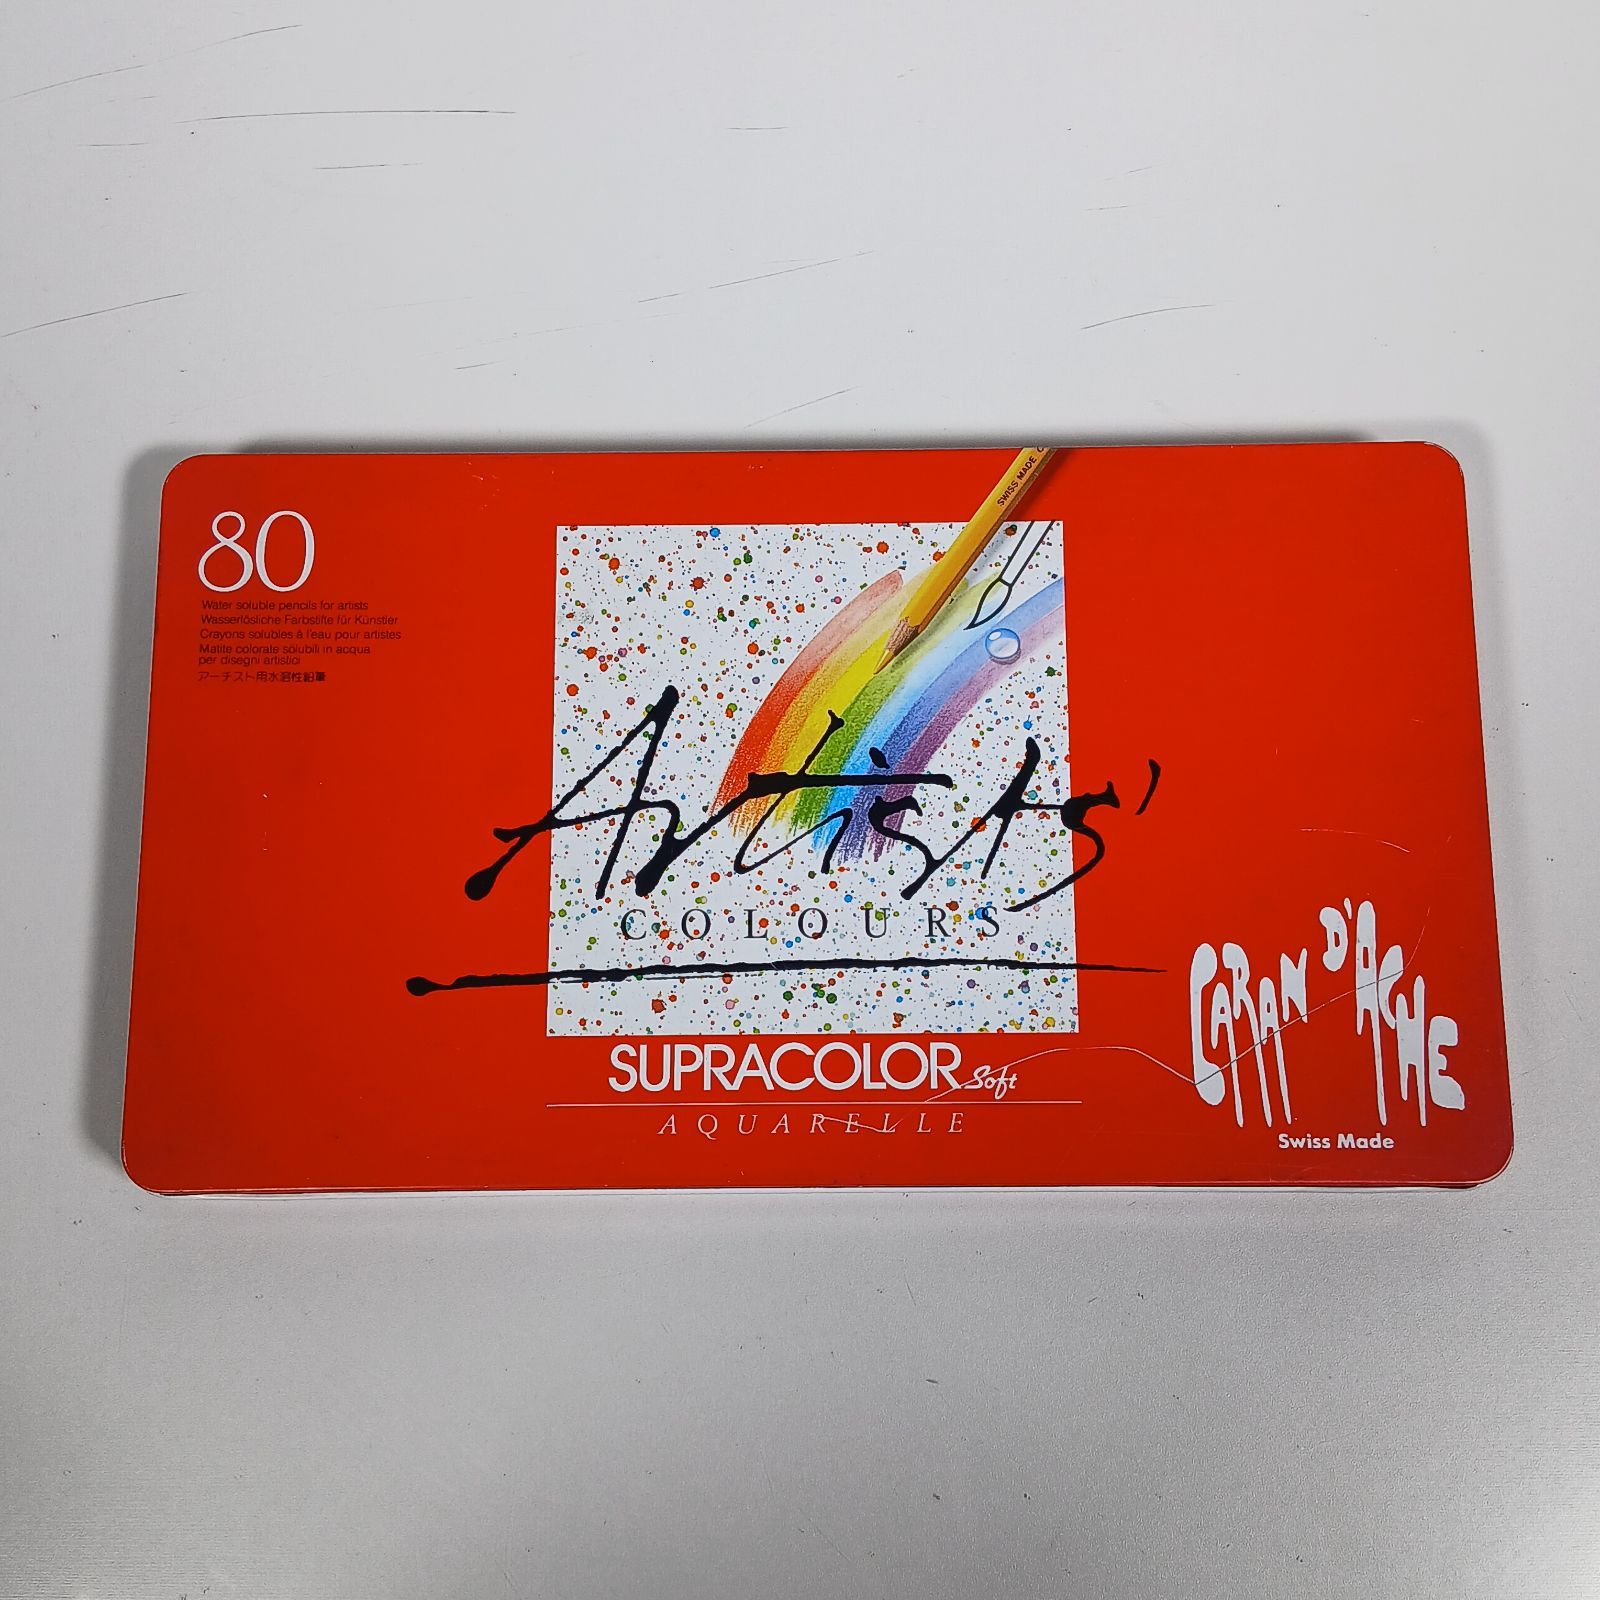 80
Water soluble pencils for artists
Wasserlösliche Farbstifte für Künstler
Crayons solubles à l'eau pour artistes
Matite colorate solubili in acqua
per disegni artistici
アーチスト用水溶性鉛筆
SWISS MADE
Artists'
COLOURS
SUPRACOLOR Soft
AQUARELLE
CARAN D'ACHE
Swiss Made